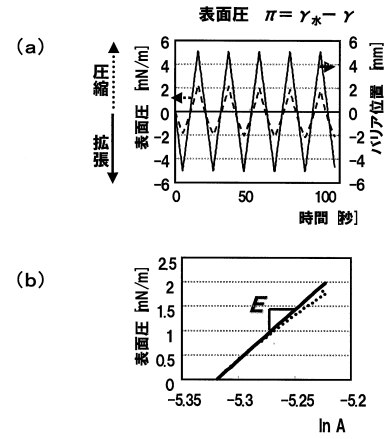 表面圧 π = γ水 − γ
(a)
圧縮
拡張
表面圧 [mN/m]
6
4
2
0
-2
-4
-6
6
4
2
0
-2
-4
-6
バリア位置 [mm]
0
50
100
時間 [秒]
(b)
表面圧 [mN/m]
2.5
2
1.5
1
0.5
0
E
-5.35
-5.3
-5.25
-5.2
ln A